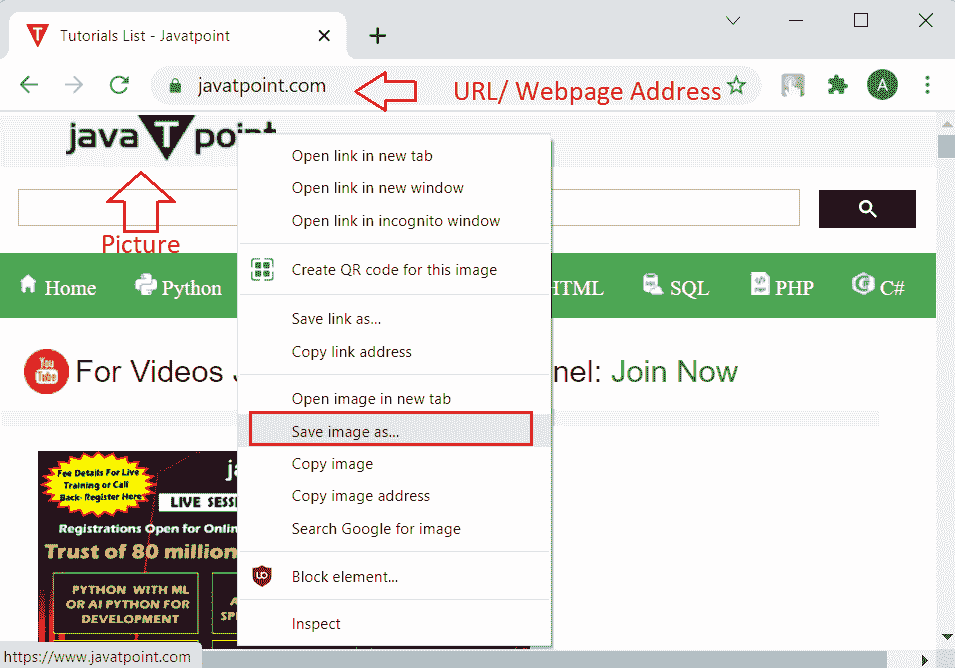 Tutorials List - Javatpoint
javatpoint.com
URL/ Webpage Address
A
java T point
Picture
Open link in new tab
Open link in new window
Open link in incognito window
Create QR code for this image
Save link as...
Copy link address
Open image in new tab
Save image as...
Copy image
Copy image address
Search Google for image
Block element...
Inspect
Home Python HTML SQL PHP C#
You
Tube
For Videos J nel: Join Now
Fee Details For Live
Training or Call
Back- Register Here
LIVE SESSI
Registrations Open for Onlin
Trust of 80 million
PYTHON WITH ML
OR AI PYTHON FOR
DEVELOPMENT
https://www.javatpoint.com